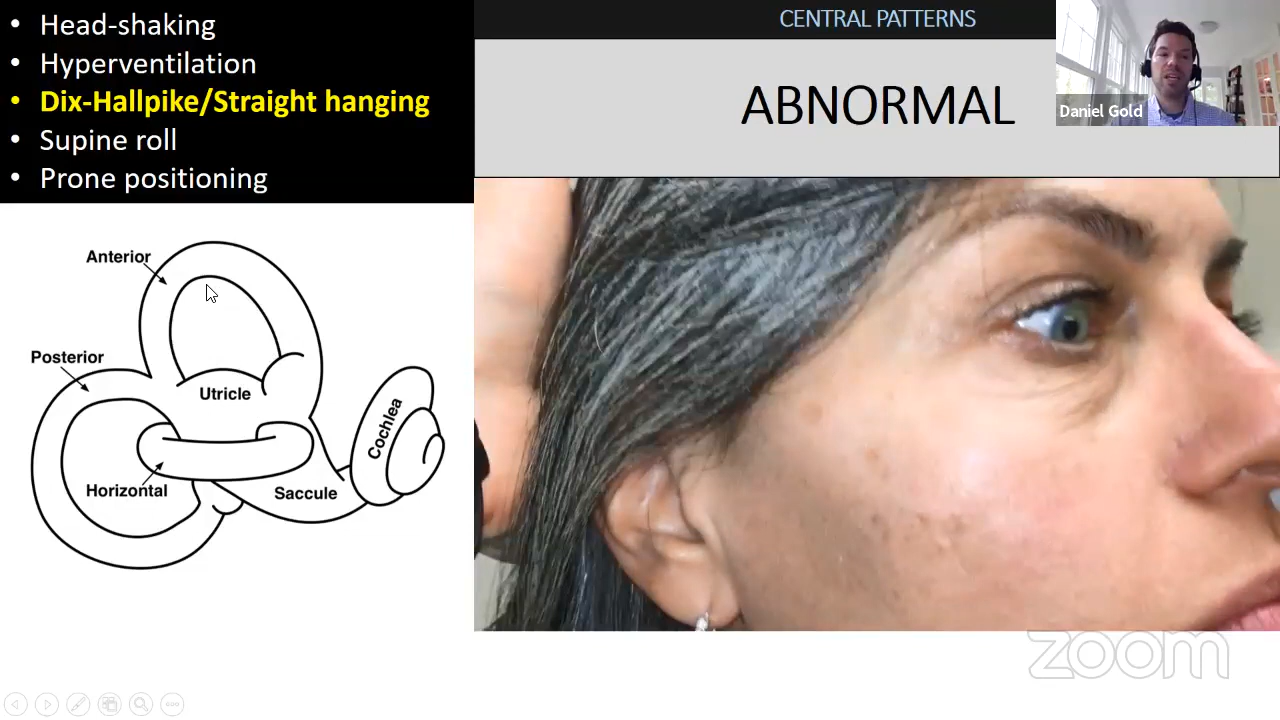 • Head-shaking
• Hyperventilation
• Dix-Hallpike/Straight hanging
• Supine roll
• Prone positioning
CENTRAL PATTERNS
ABNORMAL
Daniel Gold
Anterior
Posterior
Utricle
Cochlea
Horizontal
Saccule
zoom